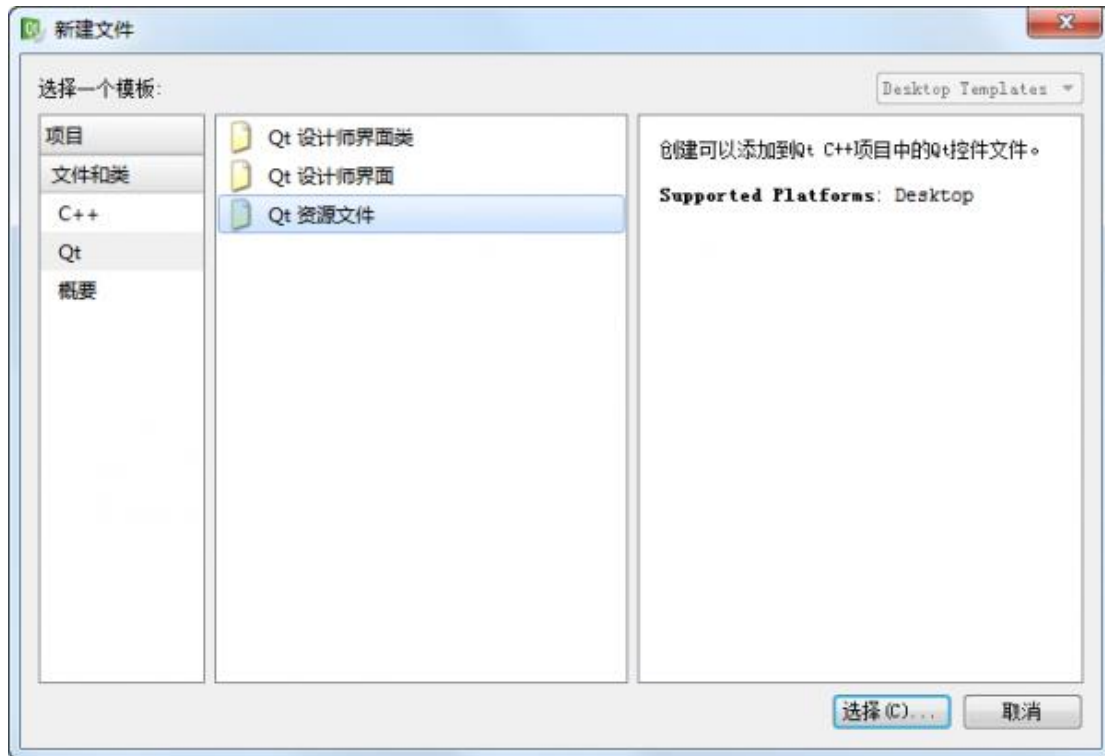 新建文件
选择一个模板:
Desktop Templates
项目
文件和类
C++
Qt
概要
Qt 设计师界面类
Qt 设计师界面
Qt 资源文件
创建可以添加到Qt C++项目中的Qt控件文件。
Supported Platforms: Desktop
选择(C)...
取消